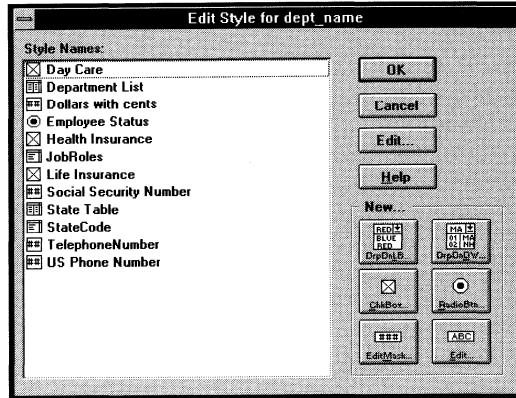 Edit Style for dept_name
Style Names:
Day Care
Department List
## Dollars with cents
Employee Status
Health Insurance
JobRoles
Life Insurance
## Social Security Number
State Table
StateCode
## TelephoneNumber
## US Phone Number
OK
Cancel
Edit...
Help
New...
RED
BLUE
RED
DrpDnLB...
MA
01 MA
02 NH
DrpDnDW...
ChkBox...
RadioBtn...
###
EditMask...
ABC
Edit...